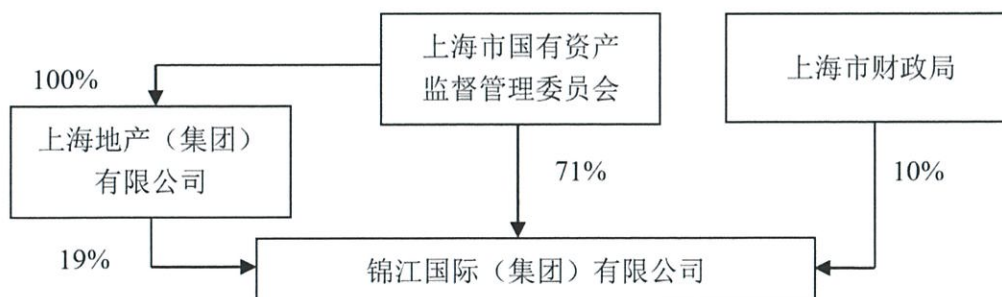 上海市国有资产
监督管理委员会
上海市财政局
100%
上海地产（集团）
有限公司
71%
10%
19%
锦江国际（集团）有限公司